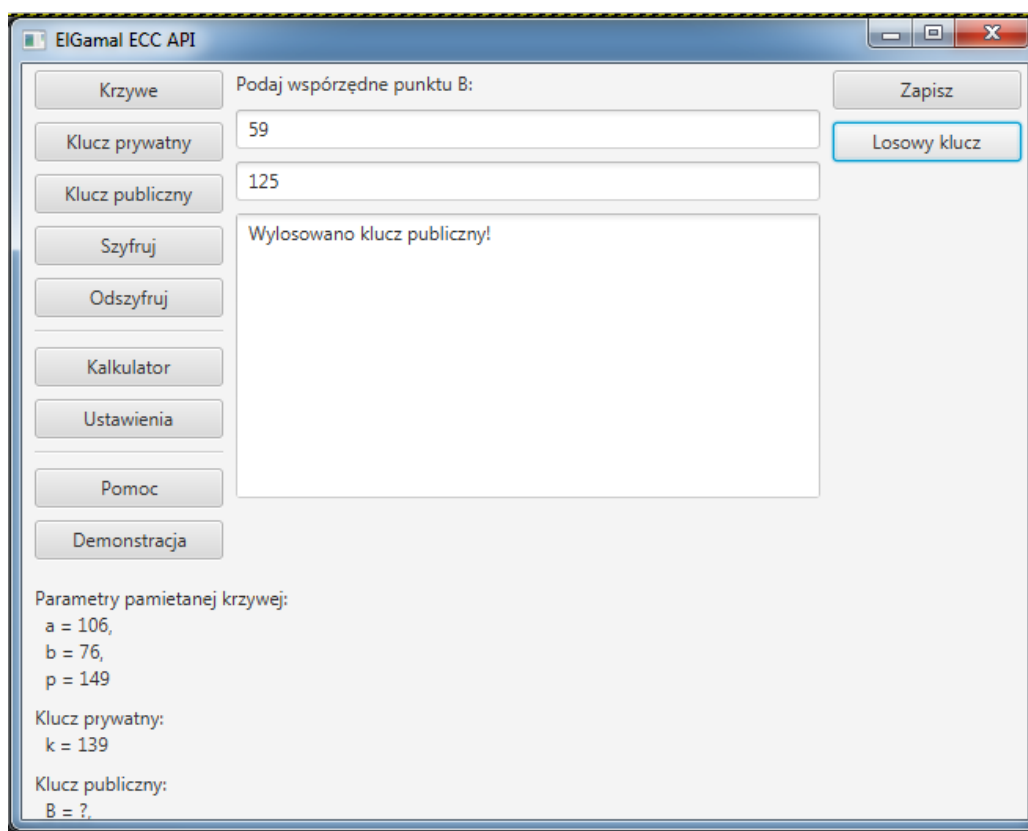 ElGamal ECC API
Krzywe
Klucz prywatny
Klucz publiczny
Szyfruj
Odszyfruj
Kalkulator
Ustawienia
Pomoc
Demonstracja
Podaj wspórzędne punktu B:
59
125
Wylosowano klucz publiczny!
Zapisz
Losowy klucz
Parametry pamietanej krzywej:
a = 106,
b = 76,
p = 149
Klucz prywatny:
k = 139
Klucz publiczny:
B = ?,